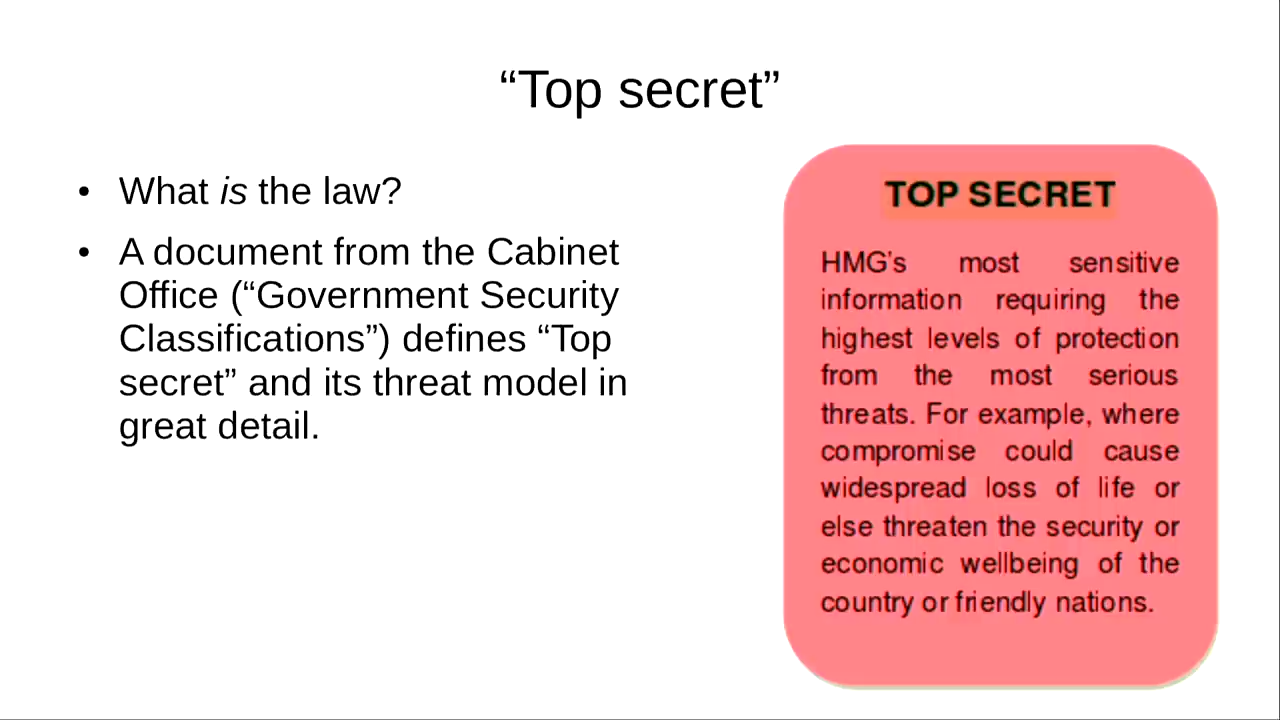 “Top secret”
• What is the law?
• A document from the Cabinet
Office (“Government Security
Classifications”) defines “Top
secret” and its threat model in
great detail.
TOP SECRET
HMG's most sensitive
information requiring the
highest levels of protection
from the most serious
threats. For example, where
compromise could cause
widespread loss of life or
else threaten the security or
economic wellbeing of the
country or friendly nations.